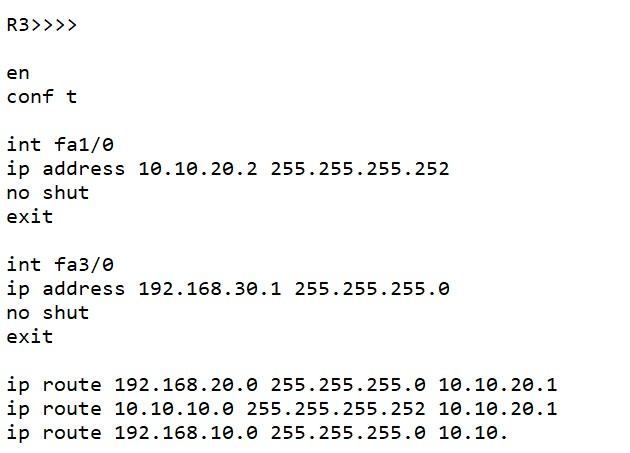 R3>>>>
en
conf t
int fa1/0
ip address 10.10.20.2 255.255.255.252
no shut
exit
int fa3/0
ip address 192.168.30.1 255.255.255.0
no shut
exit
ip route 192.168.20.0 255.255.255.0 10.10.20.1
ip route 10.10.10.0 255.255.255.252 10.10.20.1
ip route 192.168.10.0 255.255.255.0 10.10.